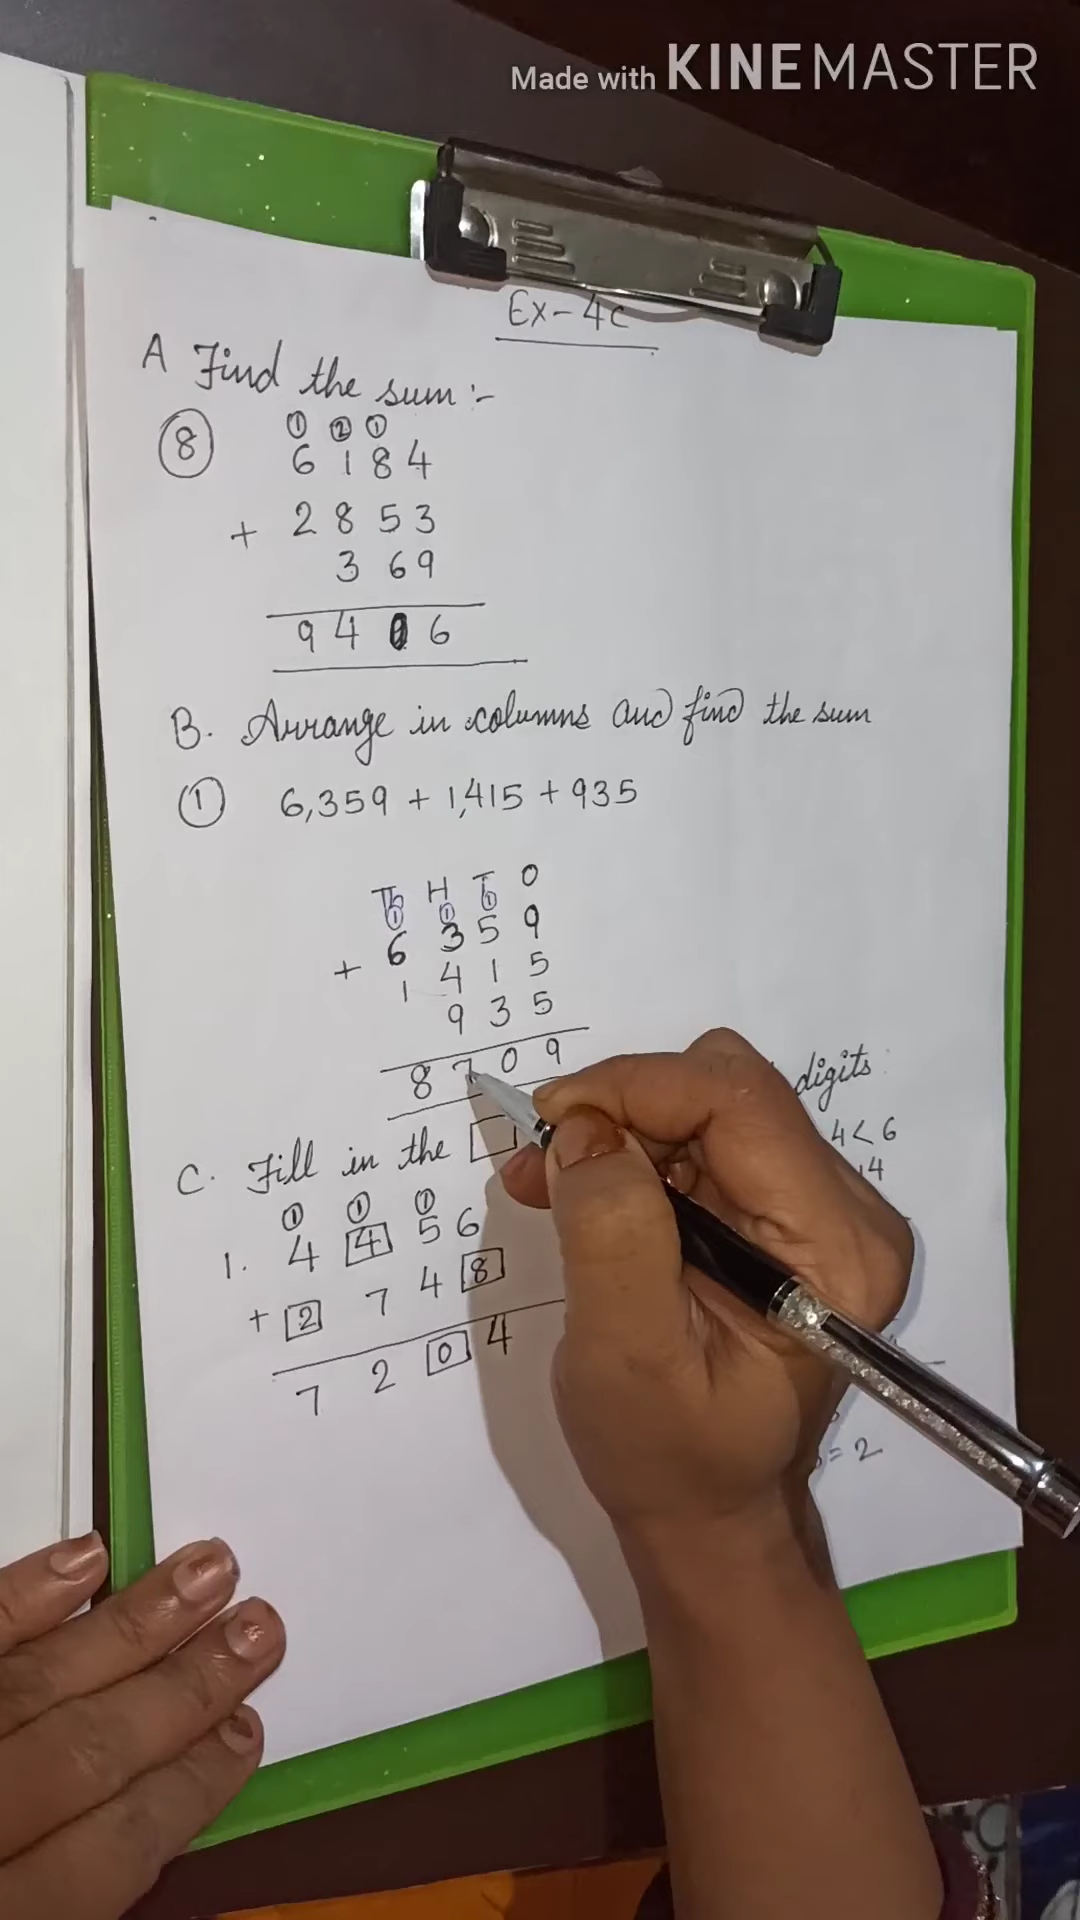 Made with KINEMASTER
Ex-4c
A Find the sum:-
① ② ①
⑧ 6 1 8 4
+ 2 8 5 3
3 6 9
9 4 0 6
B. Arrange in columns and find the sum
① 6,359 + 1,415 + 935
Th H T O
① ① ①
6 3 5 9
+ 1 4 1 5
9 3 5
8 7 0 9
C. Fill in the digits:
4 < 6
14
① ① ①
1. 4 4 5 6
+ 2 7 4 8
7 2 0 4
= 2